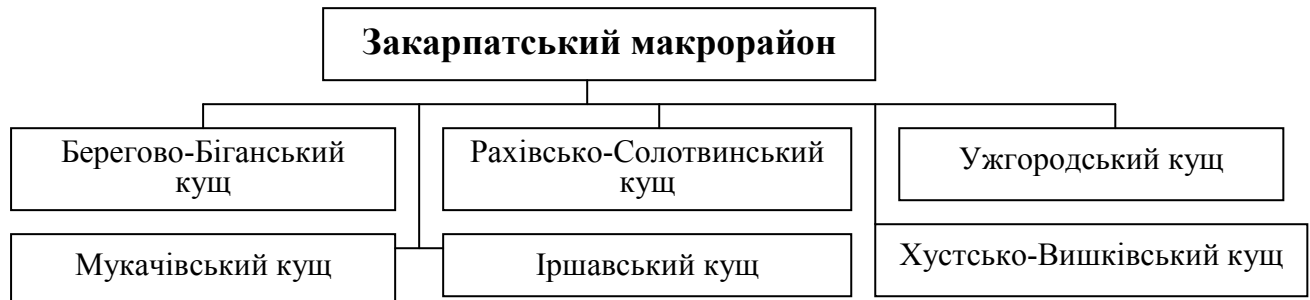 Закарпатський макрорайон
Берегово-Біганський
кущ
Рахівсько-Солотвинський
кущ
Ужгородський кущ
Мукачівський кущ
Іршавський кущ
Хустсько-Вишківський кущ